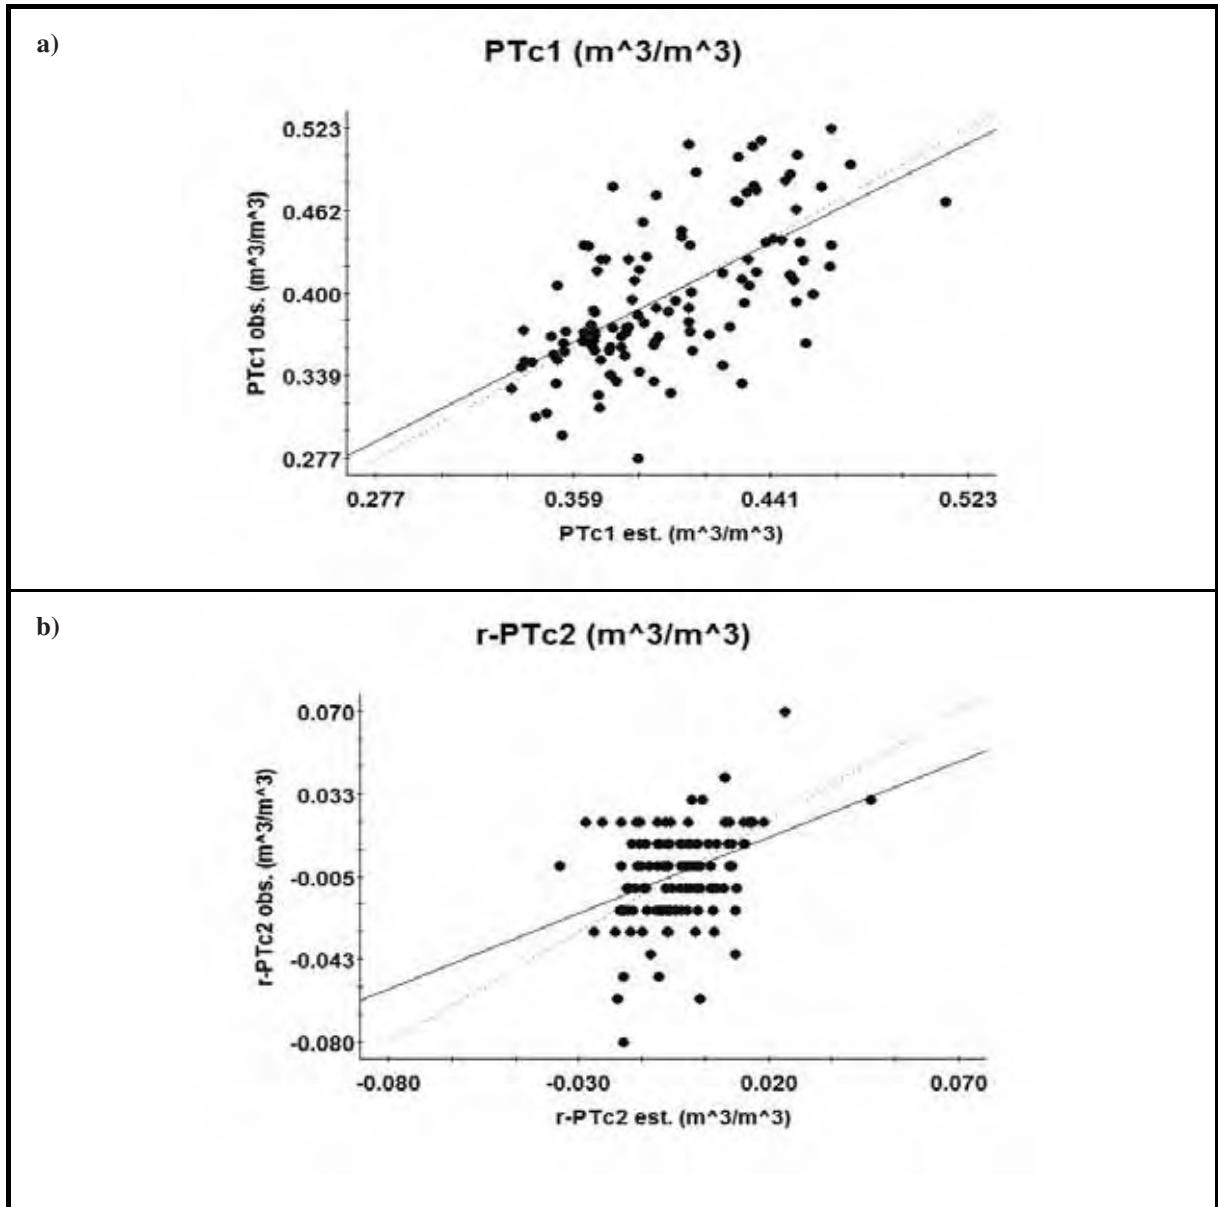 a)
PTc1 (m^3/m^3)
PTc1 obs. (m^3/m^3)
0.523
0.462
0.400
0.339
0.277
0.277 0.359 0.441 0.523
PTc1 est. (m^3/m^3)
b)
r-PTc2 (m^3/m^3)
r-PTc2 obs. (m^3/m^3)
0.070
0.033
-0.005
-0.043
-0.080
-0.080 -0.030 0.020 0.070
r-PTc2 est. (m^3/m^3)